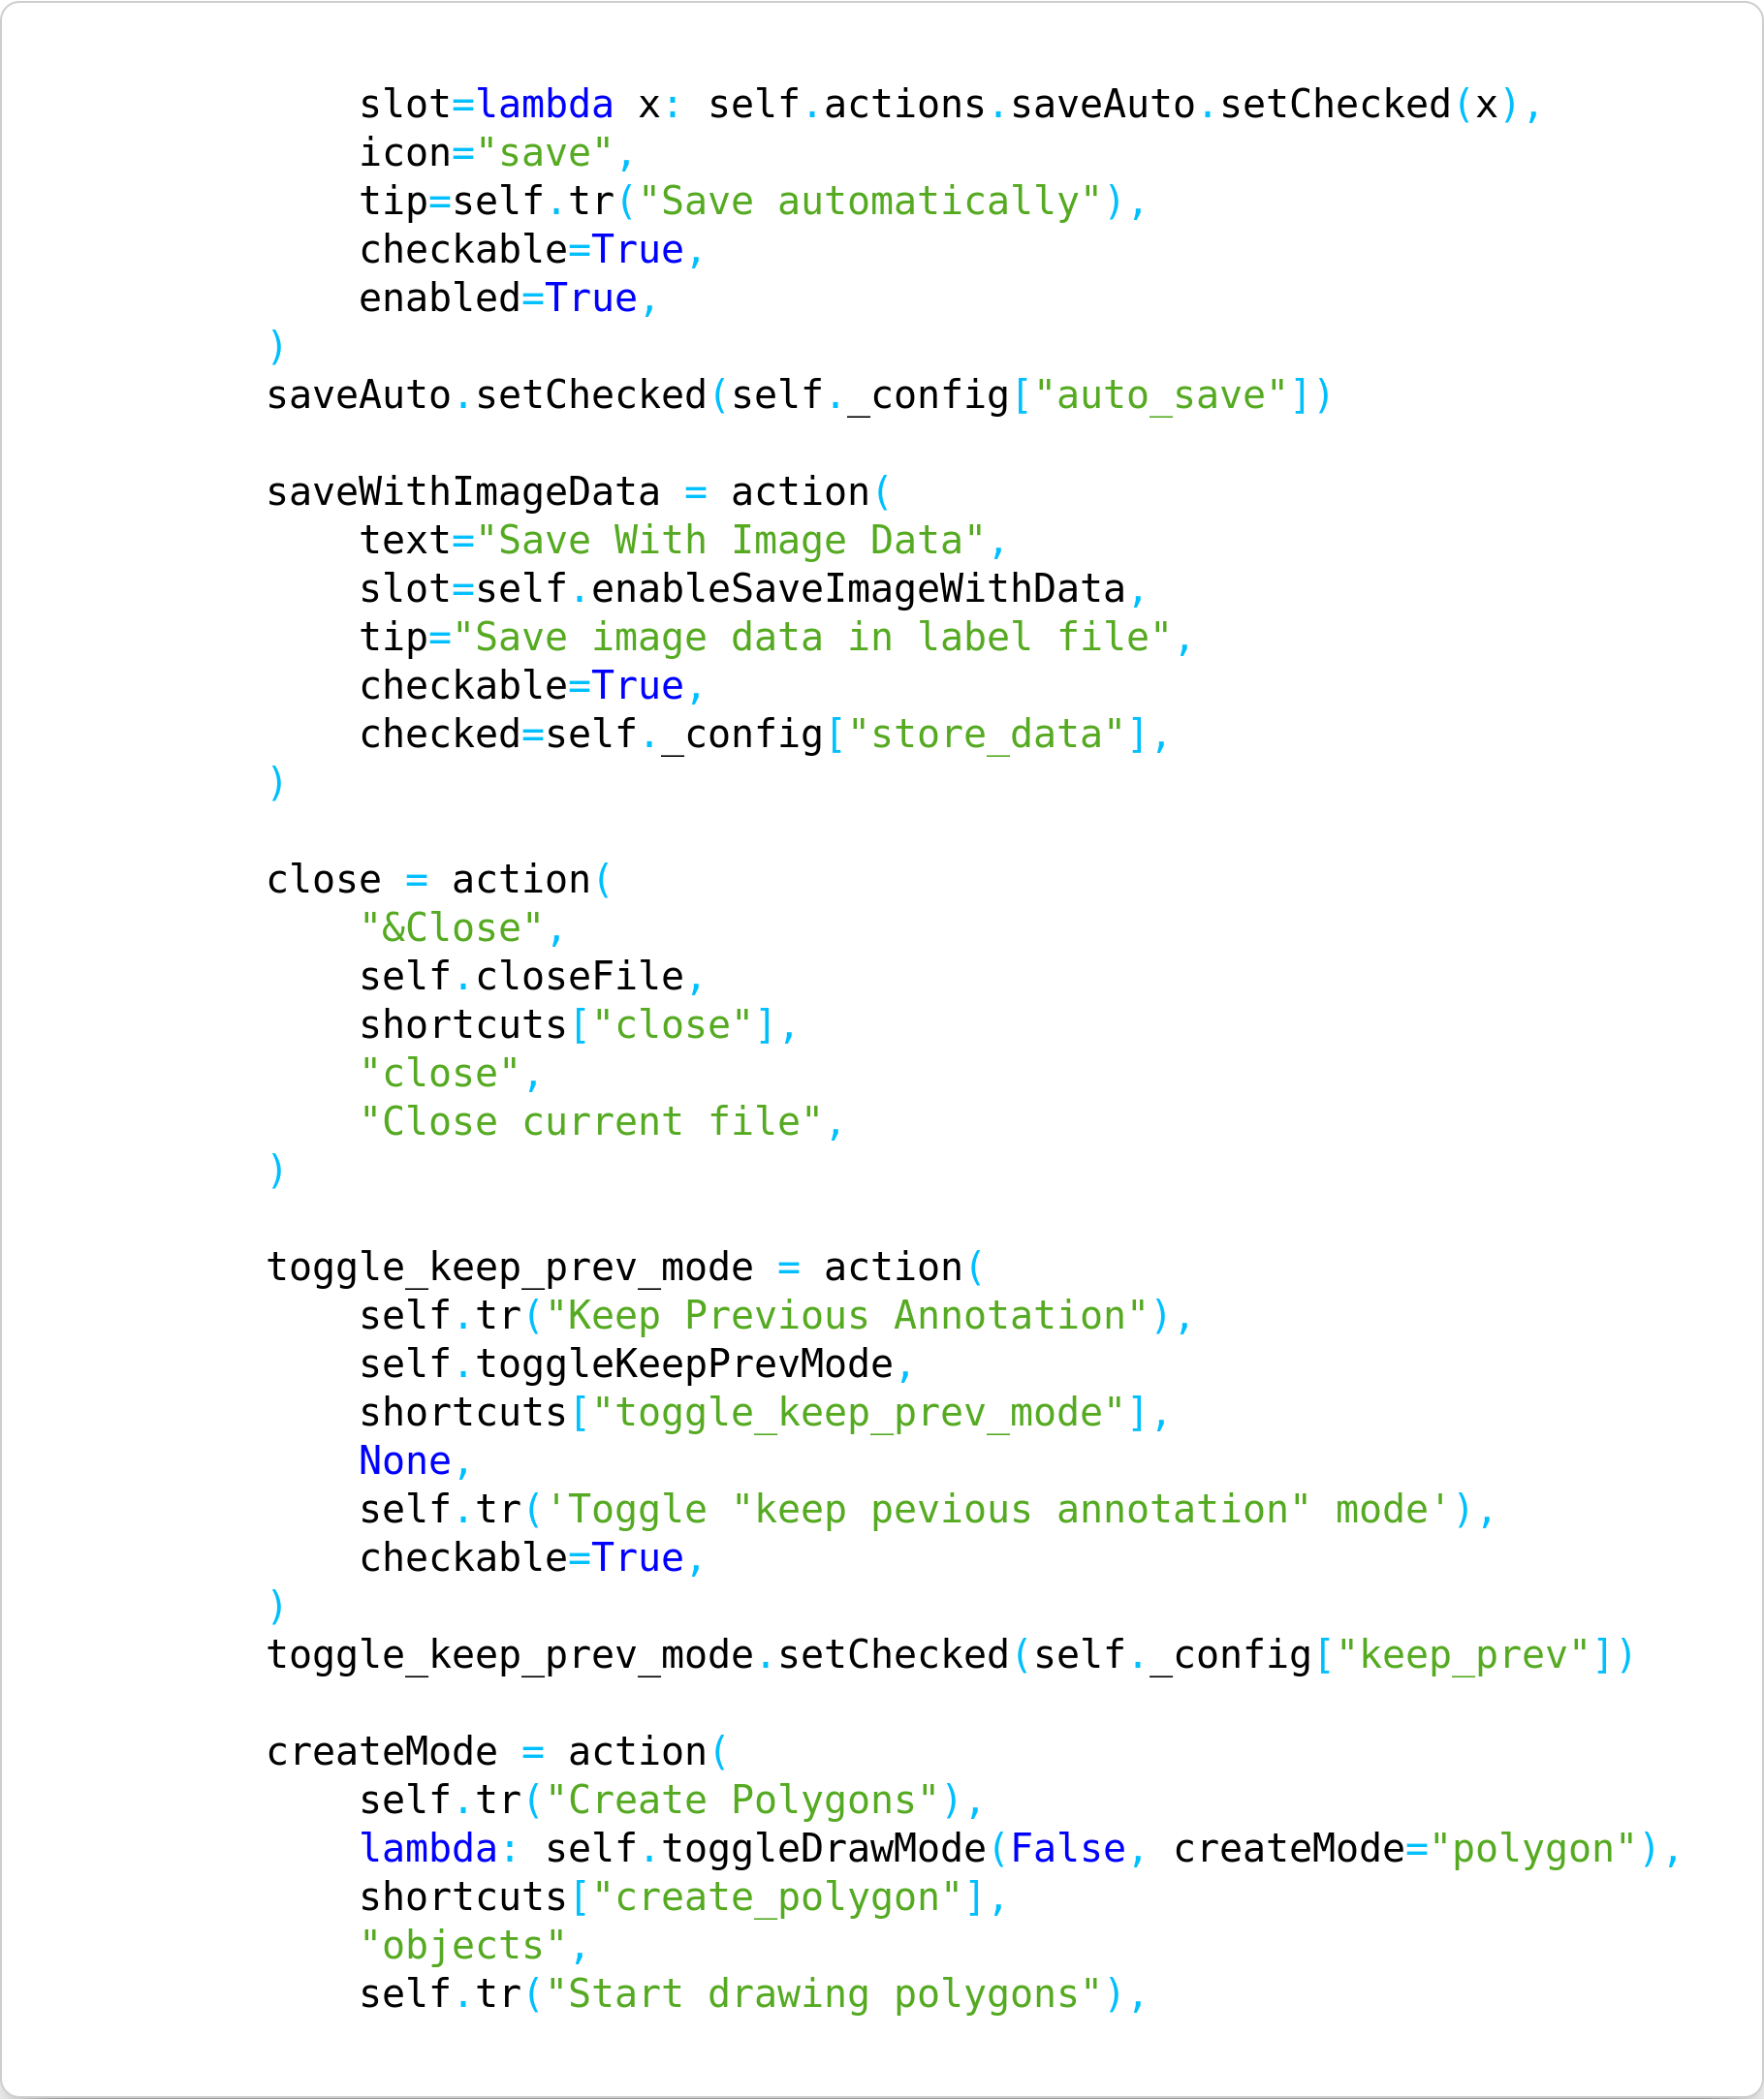 slot=lambda x: self.actions.saveAuto.setChecked(x),
    icon="save",
    tip=self.tr("Save automatically"),
    checkable=True,
    enabled=True,
)
saveAuto.setChecked(self._config["auto_save"])

saveWithImageData = action(
    text="Save With Image Data",
    slot=self.enableSaveImageWithData,
    tip="Save image data in label file",
    checkable=True,
    checked=self._config["store_data"],
)

close = action(
    "&Close",
    self.closeFile,
    shortcuts["close"],
    "close",
    "Close current file",
)

toggle_keep_prev_mode = action(
    self.tr("Keep Previous Annotation"),
    self.toggleKeepPrevMode,
    shortcuts["toggle_keep_prev_mode"],
    None,
    self.tr('Toggle "keep pevious annotation" mode'),
    checkable=True,
)
toggle_keep_prev_mode.setChecked(self._config["keep_prev"])

createMode = action(
    self.tr("Create Polygons"),
    lambda: self.toggleDrawMode(False, createMode="polygon"),
    shortcuts["create_polygon"],
    "objects",
    self.tr("Start drawing polygons"),